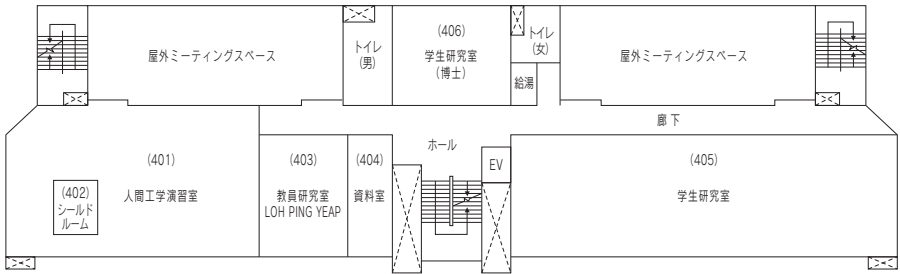 屋外ミーティングスペース
トイレ
(男)
(406)
学生研究室
(博士)
EV
トイレ
(女)
給湯
屋外ミーティングスペース
廊 下
ホール
(401)
人間工学演習室
(402)
シールド
ルーム
(403)
教員研究室
LOH PING YEAP
(404)
資料室
EV
(405)
学生研究室